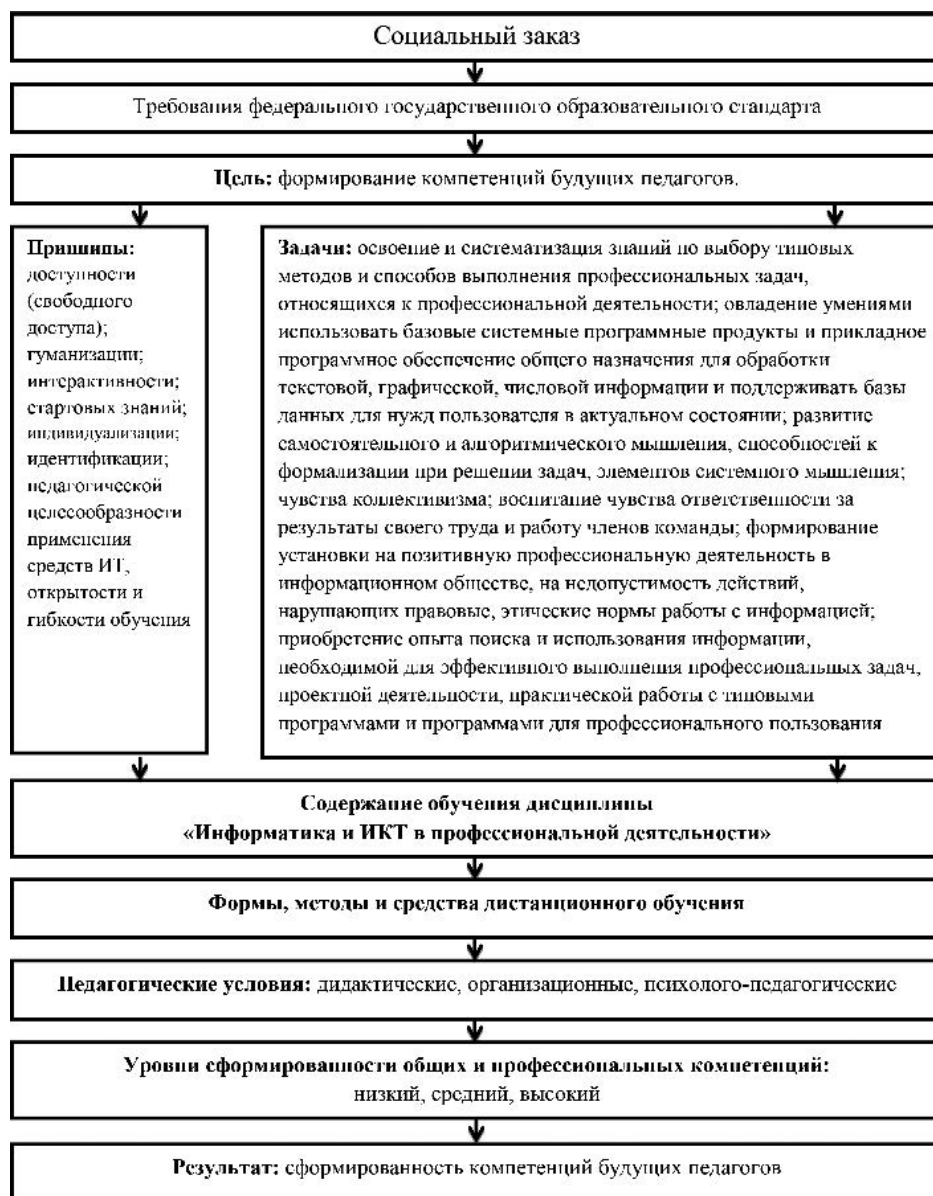 Социальный заказ
Требования федерального государственного образовательного стандарта
Цель: формирование компетенций будущих педагогов.
Принципы:
доступности
(свободного
доступа);
гуманизации;
интерактивности;
стартовых знаний;
индивидуализации;
идентификации;
педагогической
целесообразности
применения
средств ИТ,
открытости и
гибкости обучения
Задачи: освоение и систематизация знаний по выбору типовых
методов и способов выполнения профессиональных задач,
относящихся к профессиональной деятельности; овладение умениями
использовать базовые системные программные продукты и прикладное
программное обеспечение общего назначения для обработки
текстовой, графической, числовой информации и поддерживать базы
данных для нужд пользователя в актуальном состоянии; развитие
самостоятельного и алгоритмического мышления, способностей к
формализации при решении задач, элементов системного мышления;
чувства коллективизма; воспитание чувства ответственности за
результаты своего труда и работу членов команды; формирование
установки на позитивную профессиональную деятельность в
информационном обществе, на недопустимость действий,
нарушающих правовые, этические нормы работы с информацией;
приобретение опыта поиска и использования информации,
необходимой для эффективного выполнения профессиональных задач,
проектной деятельности, практической работы с типовыми
программами и программами для профессионального пользования
Содержание обучения дисциплины
«Информатика и ИКТ в профессиональной деятельности»
Формы, методы и средства дистанционного обучения
Педагогические условия: дидактические, организационные, психолого-педагогические
Уровни сформированности общих и профессиональных компетенций:
низкий, средний, высокий
Результат: сформированность компетенций будущих педагогов